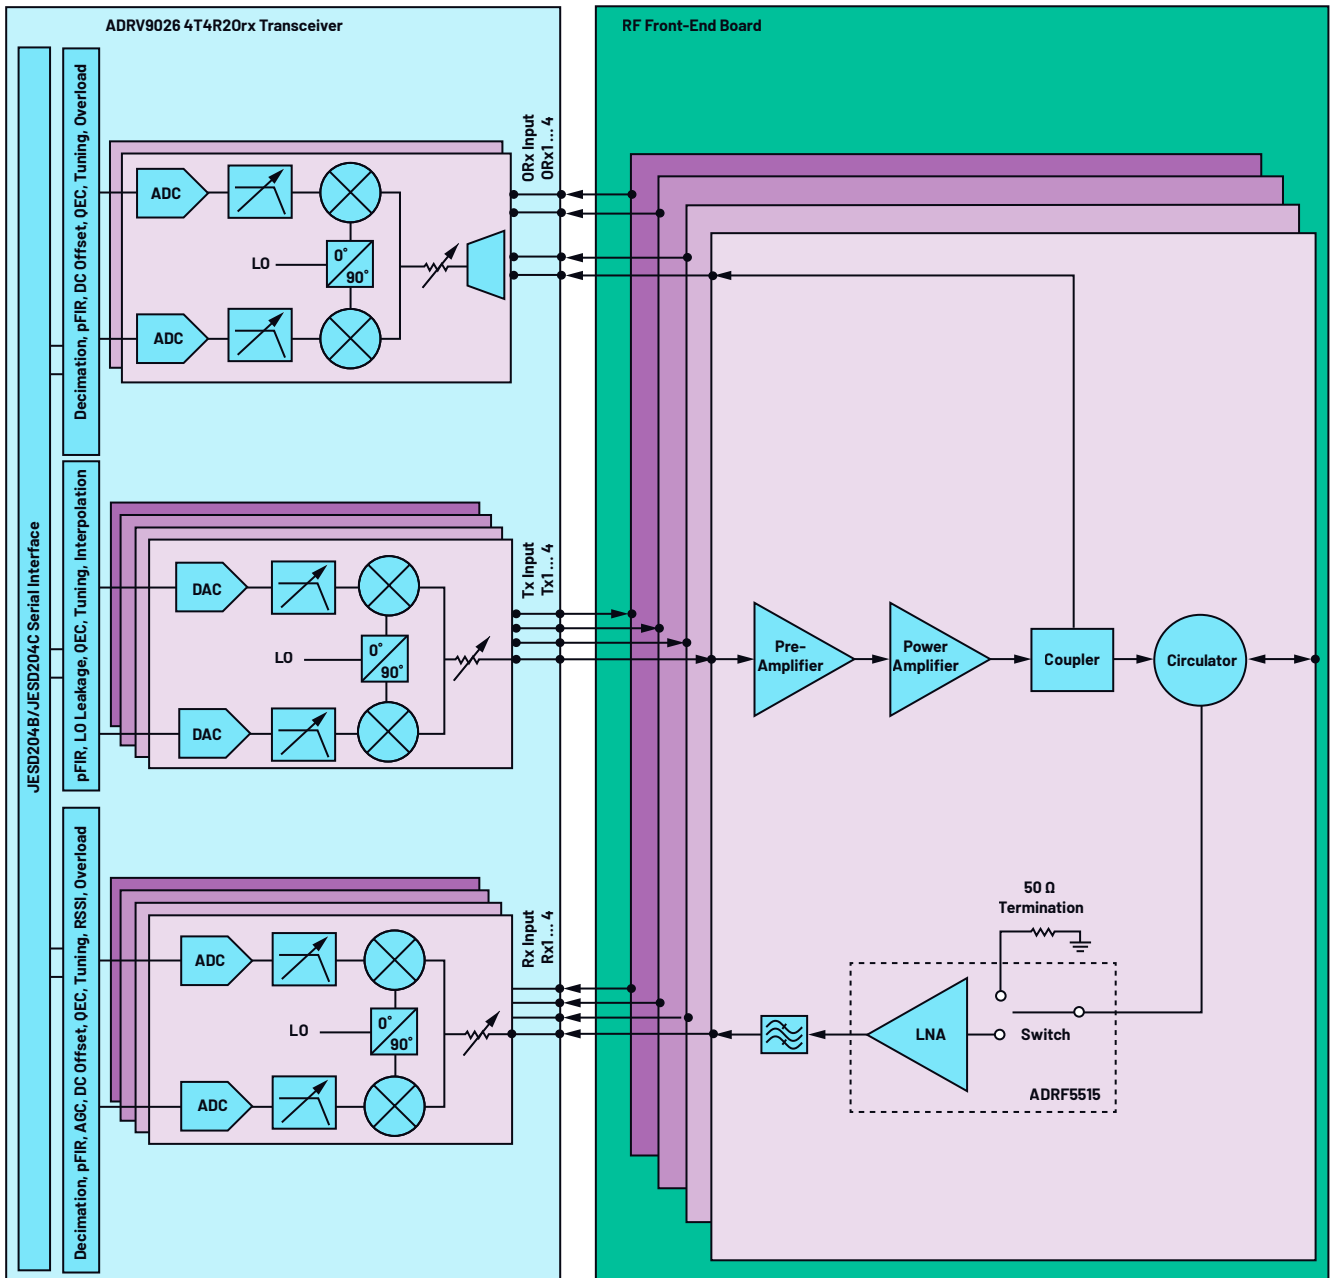 ADRV9026 4T4R2Orx Transceiver
RF Front-End Board
JESD204B/JESD204C Serial Interface
Decimation, pFIR, DC Offset, QEC, Tuning, Overload
ADC
LO
0°
90°
ADC
ORx Input
ORx1 ... 4
pFIR, LO Leakage, QEC, Tuning, Interpolation
DAC
LO
0°
90°
DAC
Tx Input
Tx1 ... 4
Pre-
Amplifier
Power
Amplifier
Coupler
Circulator
Decimation, pFIR, AGC, DC Offset, QEC, Tuning, RSSI, Overload
ADC
LO
0°
90°
ADC
Rx Input
Rx1 ... 4
50 Ω
Termination
LNA
Switch
ADRF5515